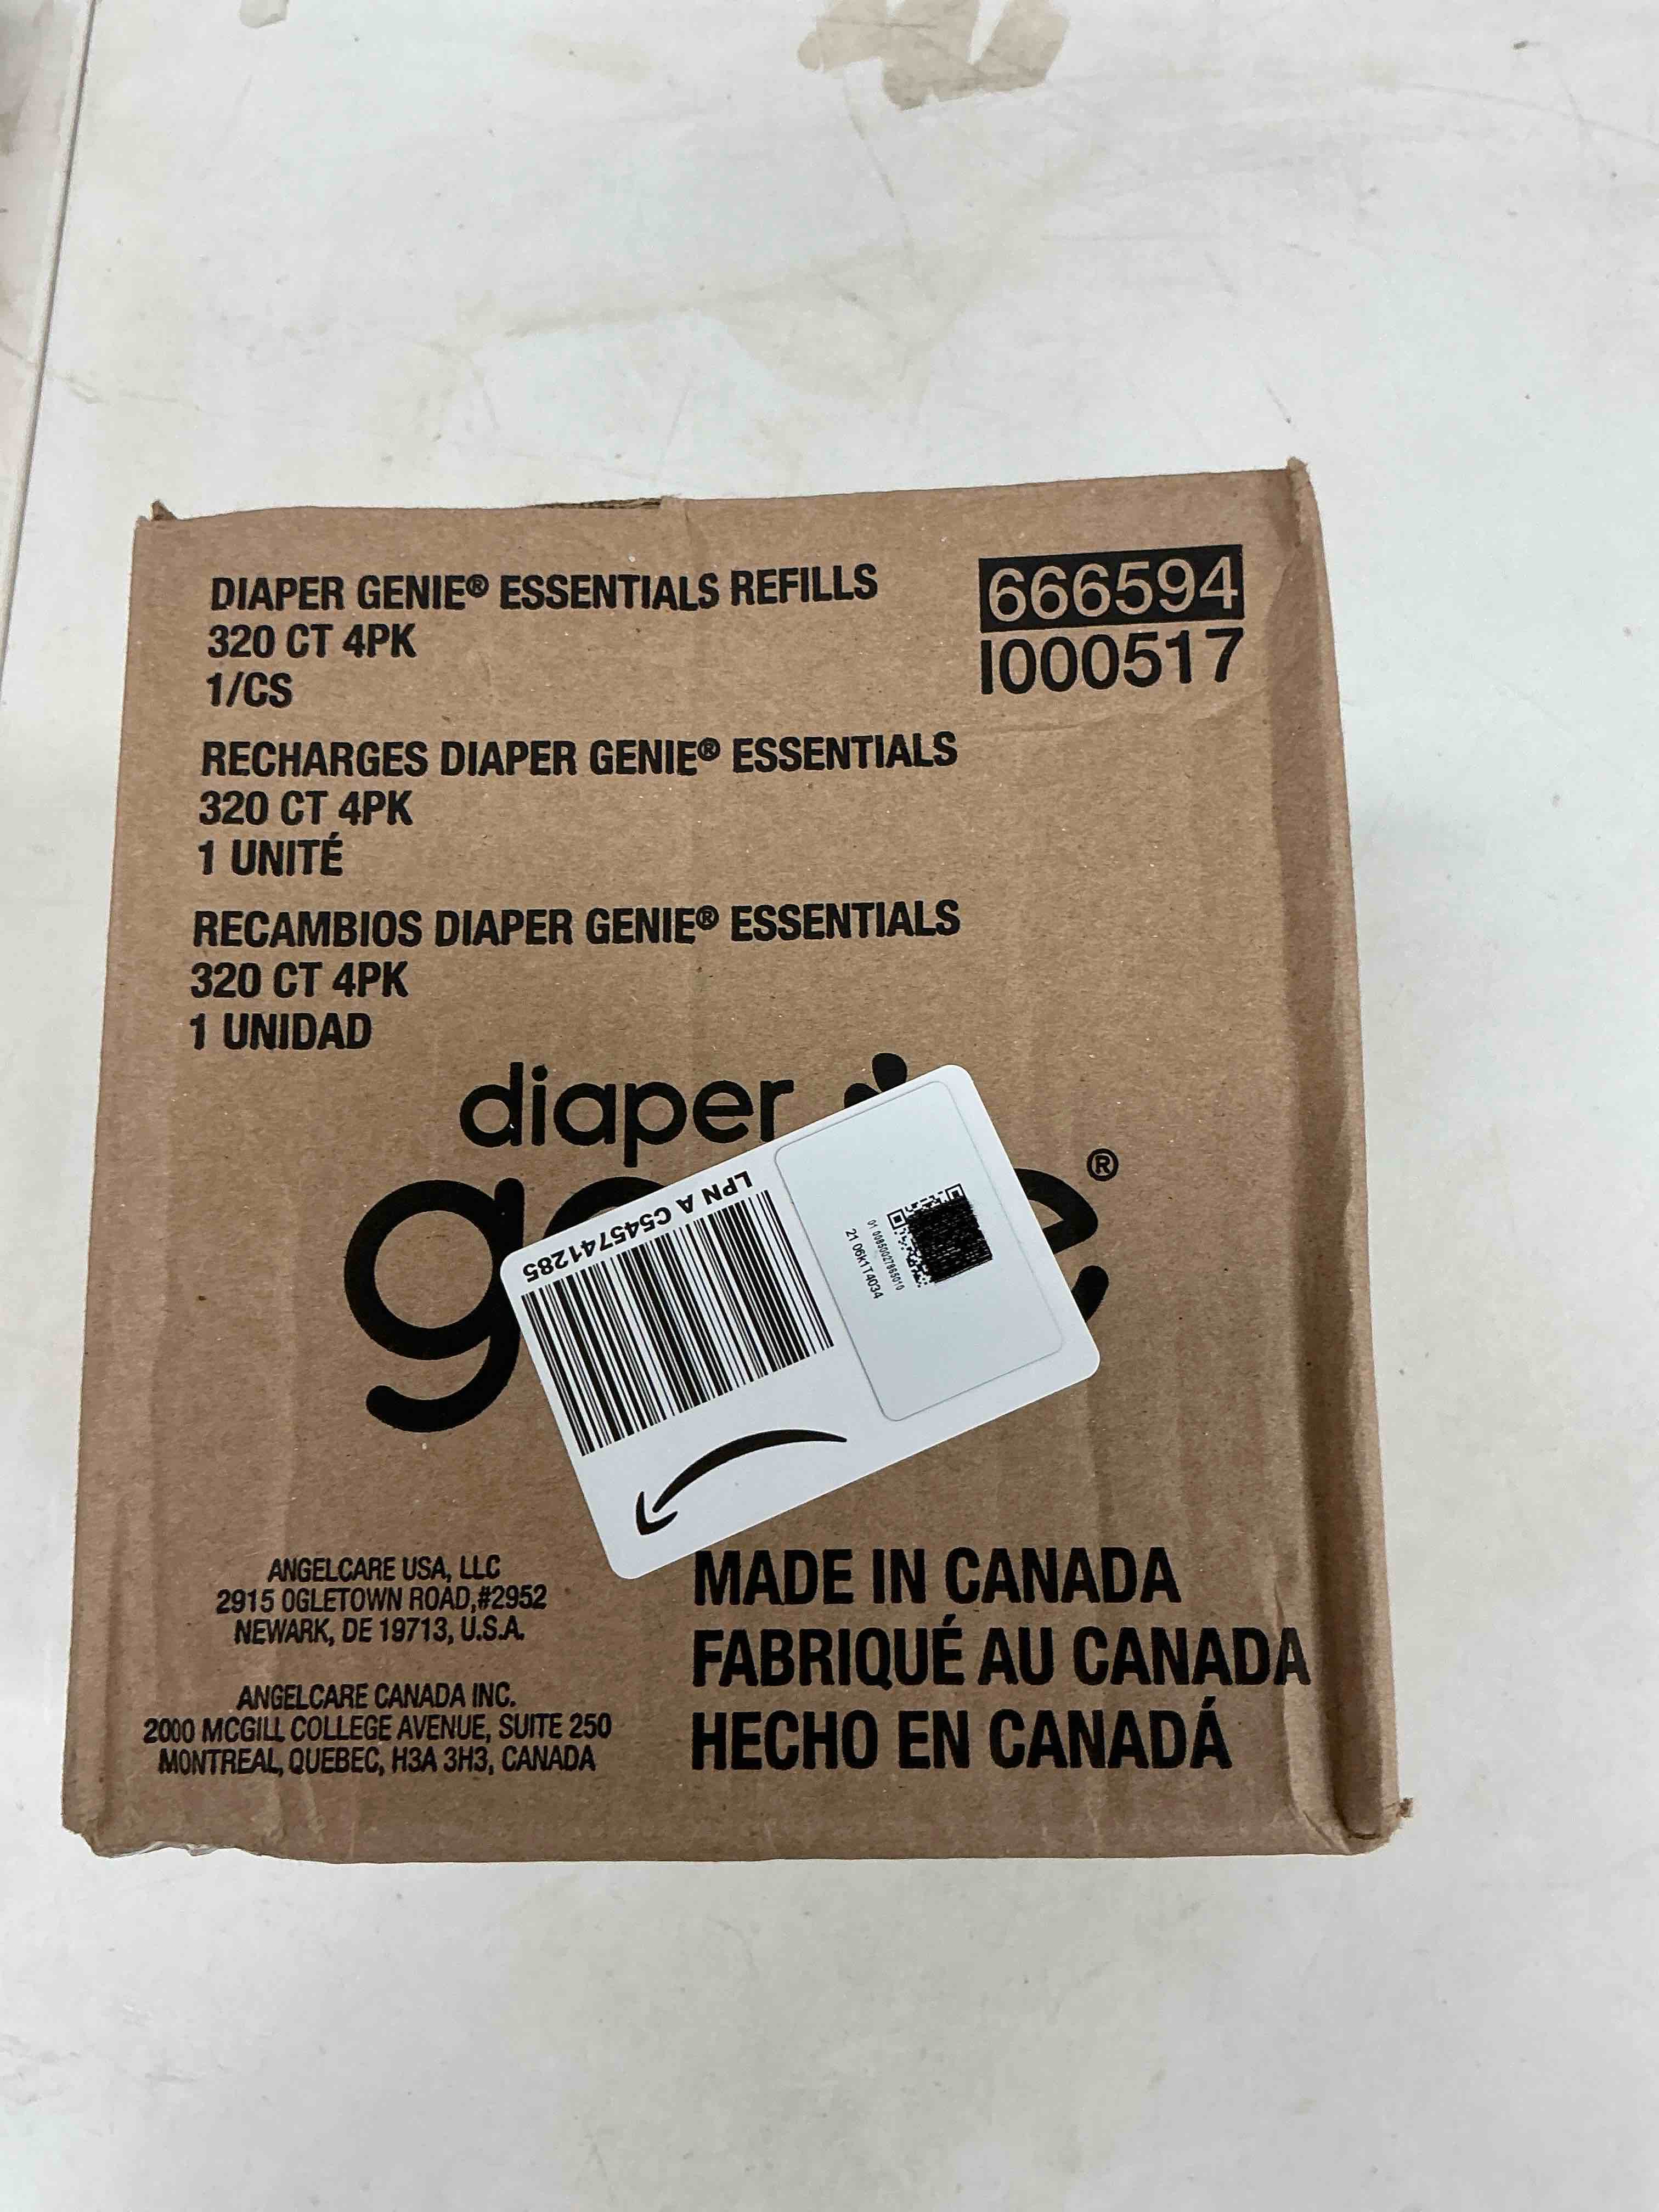 DIAPER GENIE® ESSENTIALS REFILLS
320 CT 4PK
1/CS
666594
I000517
RECHARGES DIAPER GENIE® ESSENTIALS
320 CT 4PK
1 UNITÉ
RECAMBIOS DIAPER GENIE® ESSENTIALS
320 CT 4PK
1 UNIDAD
diaper
®
LPN A C545741285
21 06k1T4034
ANGELCARE USA, LLC
2915 OGLETOWN ROAD,#2952
NEWARK, DE 19713, U.S.A.
ANGELCARE CANADA INC.
2000 MCGILL COLLEGE AVENUE, SUITE 250
MONTREAL, QUEBEC, H3A 3H3, CANADA
MADE IN CANADA
FABRIQUÉ AU CANADA
HECHO EN CANADÁ